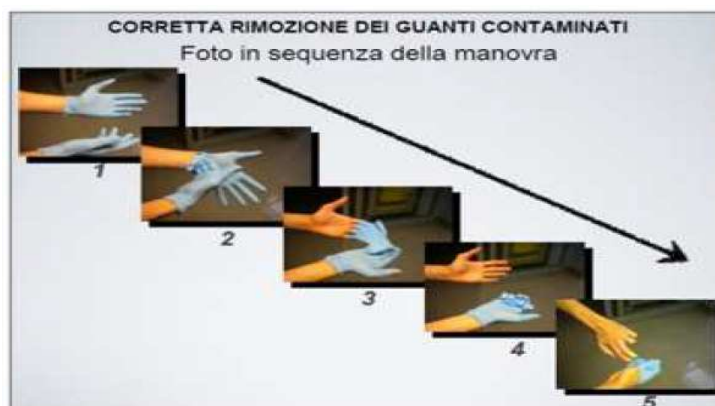 CORRETTA RIMOZIONE DEI GUANTI CONTAMINATI
Foto in sequenza della manovra
1
2
3
4
5